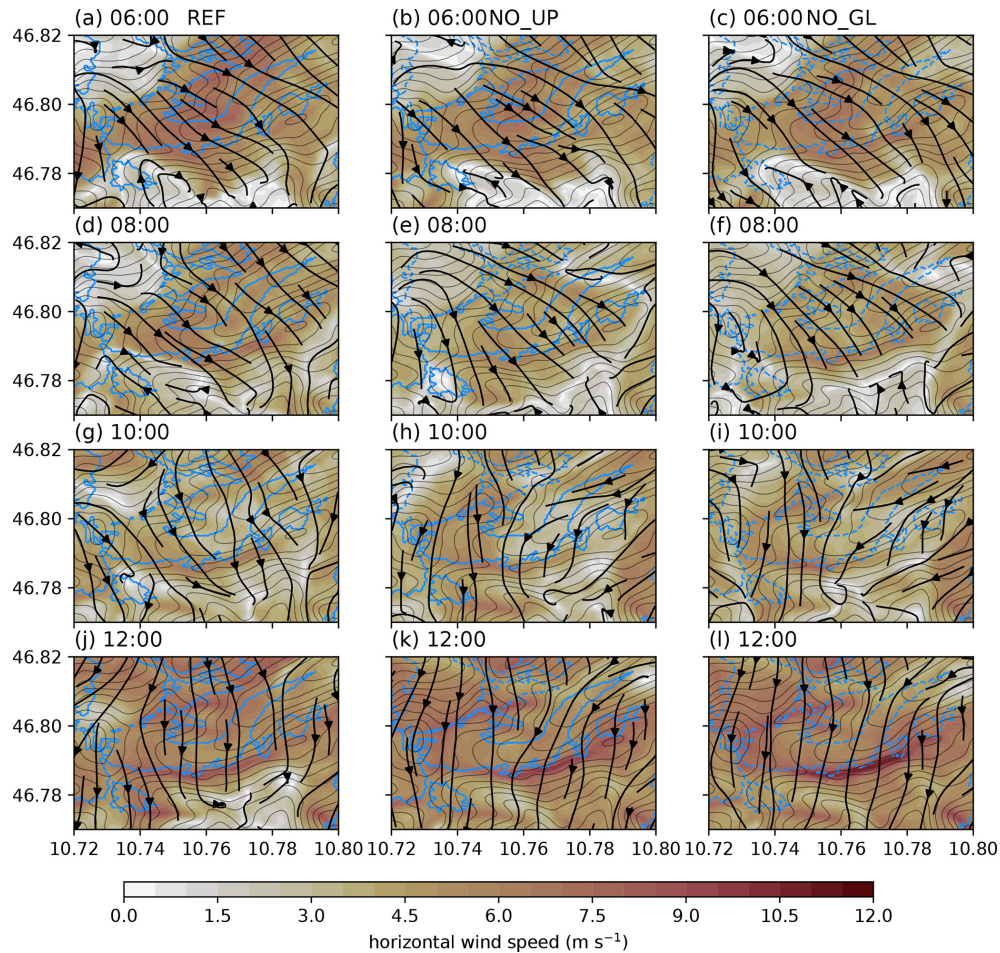 (a) 06:00 REF
(b) 06:00 NO_UP
(c) 06:00 NO_GL
46.82
46.80
46.78
(d) 08:00
(e) 08:00
(f) 08:00
46.82
46.80
46.78
(g) 10:00
(h) 10:00
(i) 10:00
46.82
46.80
46.78
(j) 12:00
(k) 12:00
(l) 12:00
46.82
46.80
46.78
10.72 10.74 10.76 10.78 10.80 10.72 10.74 10.76 10.78 10.80 10.72 10.74 10.76 10.78 10.80
0.0 1.5 3.0 4.5 6.0 7.5 9.0 10.5 12.0
horizontal wind speed (m s⁻¹)